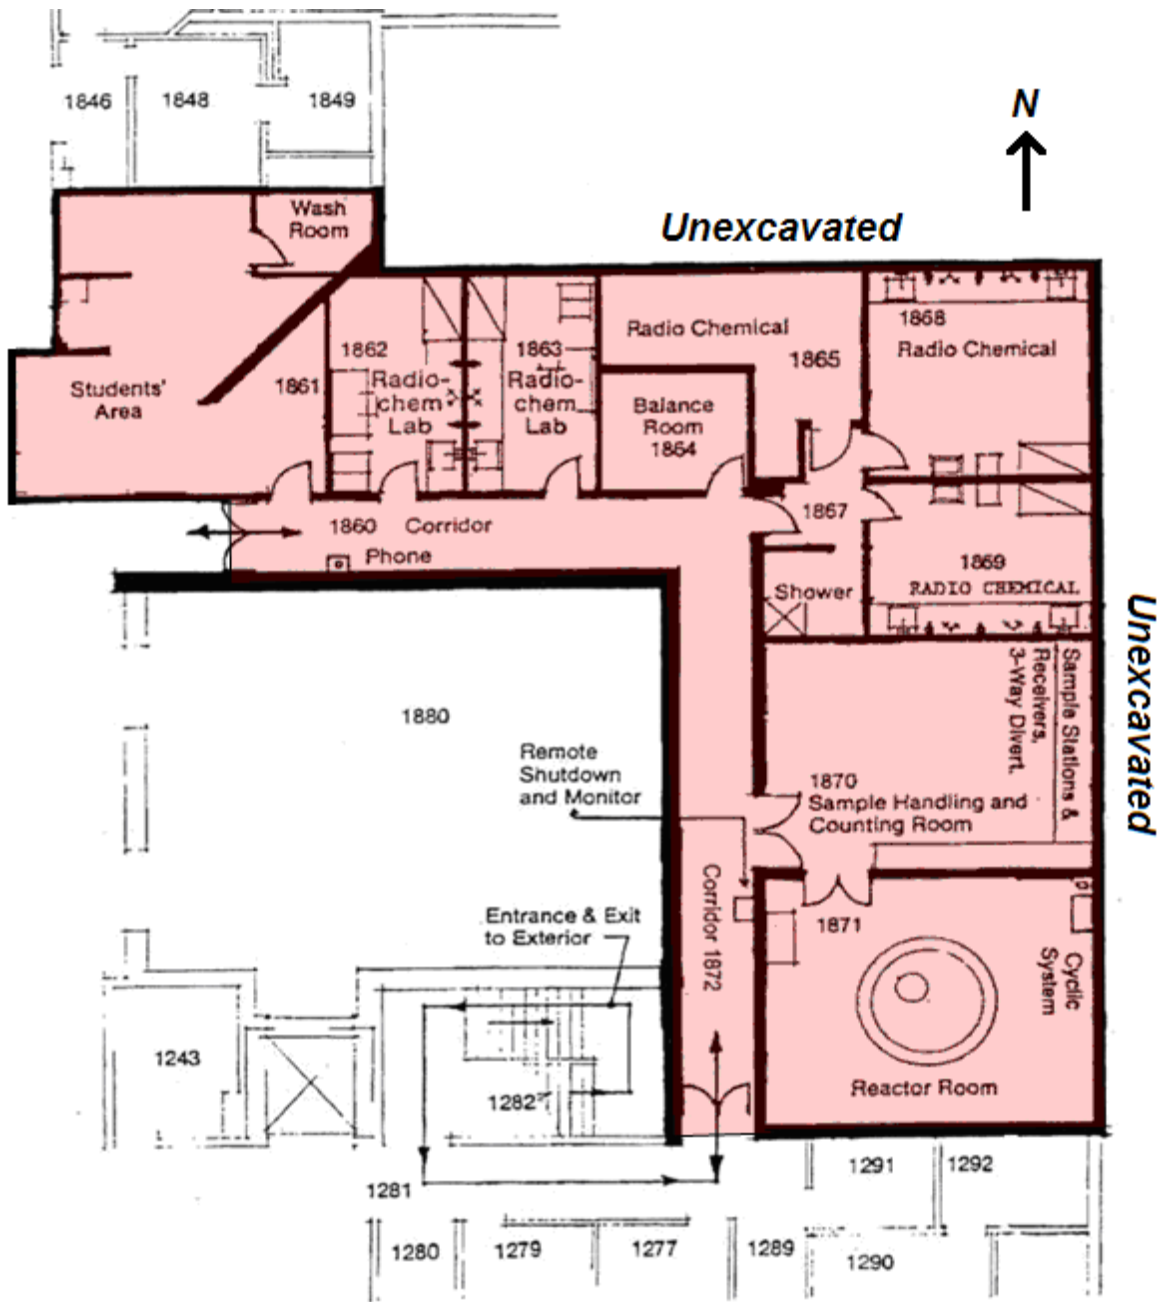 1846
1848
1849
N
Wash
Room
Unexcavated
Students'
Area
1861
1862
Radio-
chem
Lab
1863
Radio-
chem
Lab
Radio Chemical
1865
Balance
Room
1864
1868
Radio Chemical
1860 Corridor
Phone
1867
1869
RADIO CHEMICAL
Shower
Unexcavated
1880
Remote
Shutdown
and Monitor
1870
Sample Handling and
Counting Room
Sample Stations &
Receivers,
3-Way Divert.
Corridor 1872
Entrance & Exit
to Exterior
1871
Cyclic
System
Reactor Room
1243
1282
1281
1291
1292
1280
1279
1277
1289
1290